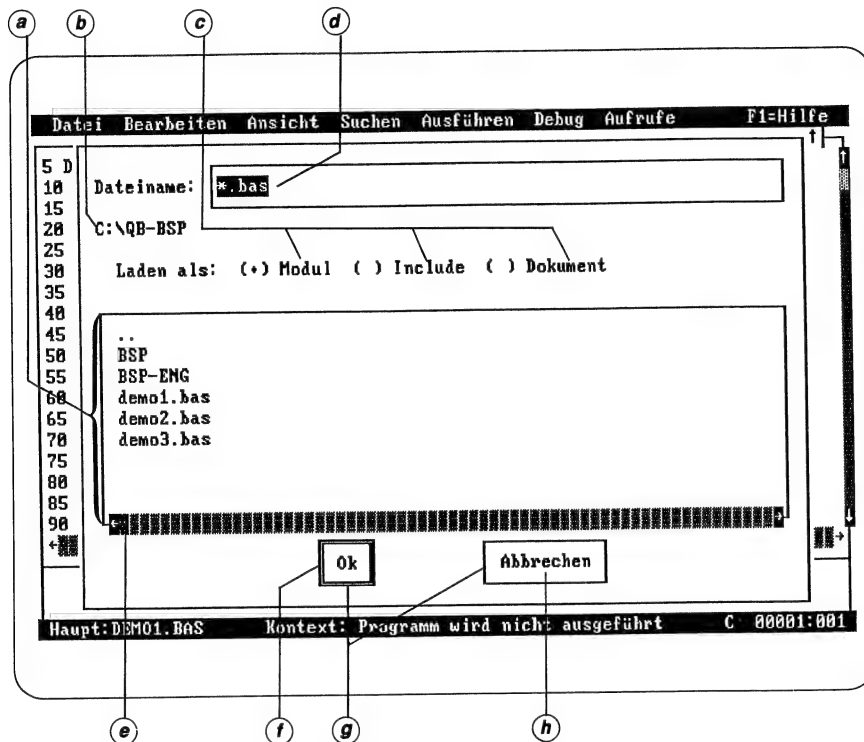 a b c d
Datei Bearbeiten Ansicht Suchen Ausführen Debug Aufrufe F1=Hilfe
5 D
10 Dateiname: *.bas
15
20 C:\QB-BSP
25
30 Laden als: (•) Modul ( ) Include ( ) Dokument
35
40
45 ..
50 BSP
55 BSP-ENG
60 demo1.bas
65 demo2.bas
70 demo3.bas
75
80
85
90
Ok Abbrechen
Haupt:DEMO1.BAS Kontext: Programm wird nicht ausgeführt C 00001:001
e f g h